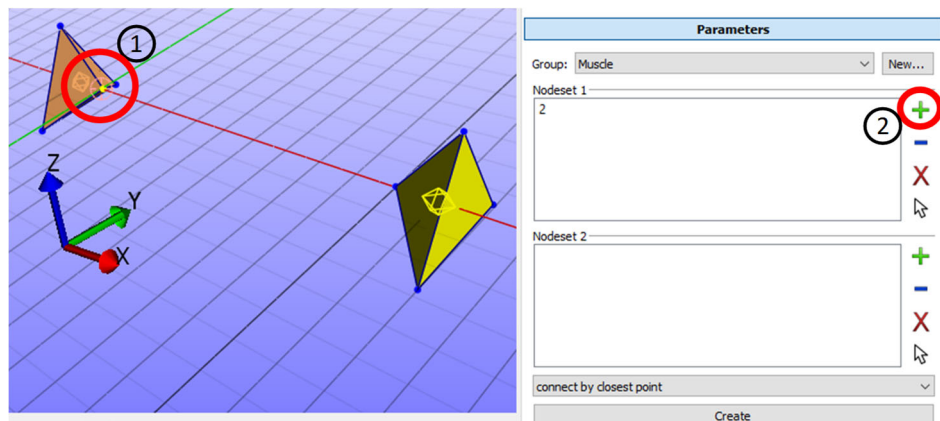 1
Z
Y
X
Parameters
Group: Muscle New...
Nodeset 1
2
2
Nodeset 2
connect by closest point
Create